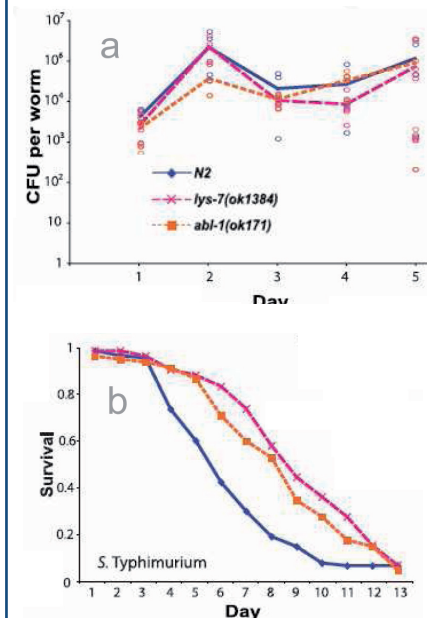 a
CFU per worm
10⁷
10⁶
10⁵
10⁴
10³
10²
10
1
N2
lys-7(ok1384)
abl-1(ok171)
1 2 3 4 5
Day
b
Survival
1
0.8
0.6
0.4
0.2
0
S. Typhimurium
1 2 3 4 5 6 7 8 9 10 11 12 13
Day